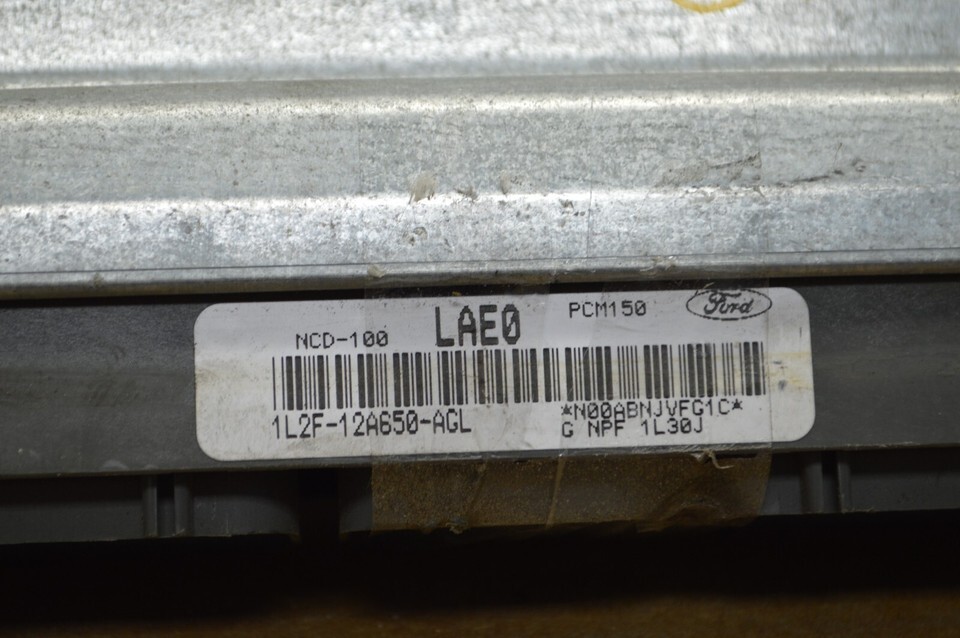 NCD-100 LAE0 PCM150 Ford
1L2F-12A650-AGL *N00ABNJVFG1C*
G NPF 1L30J